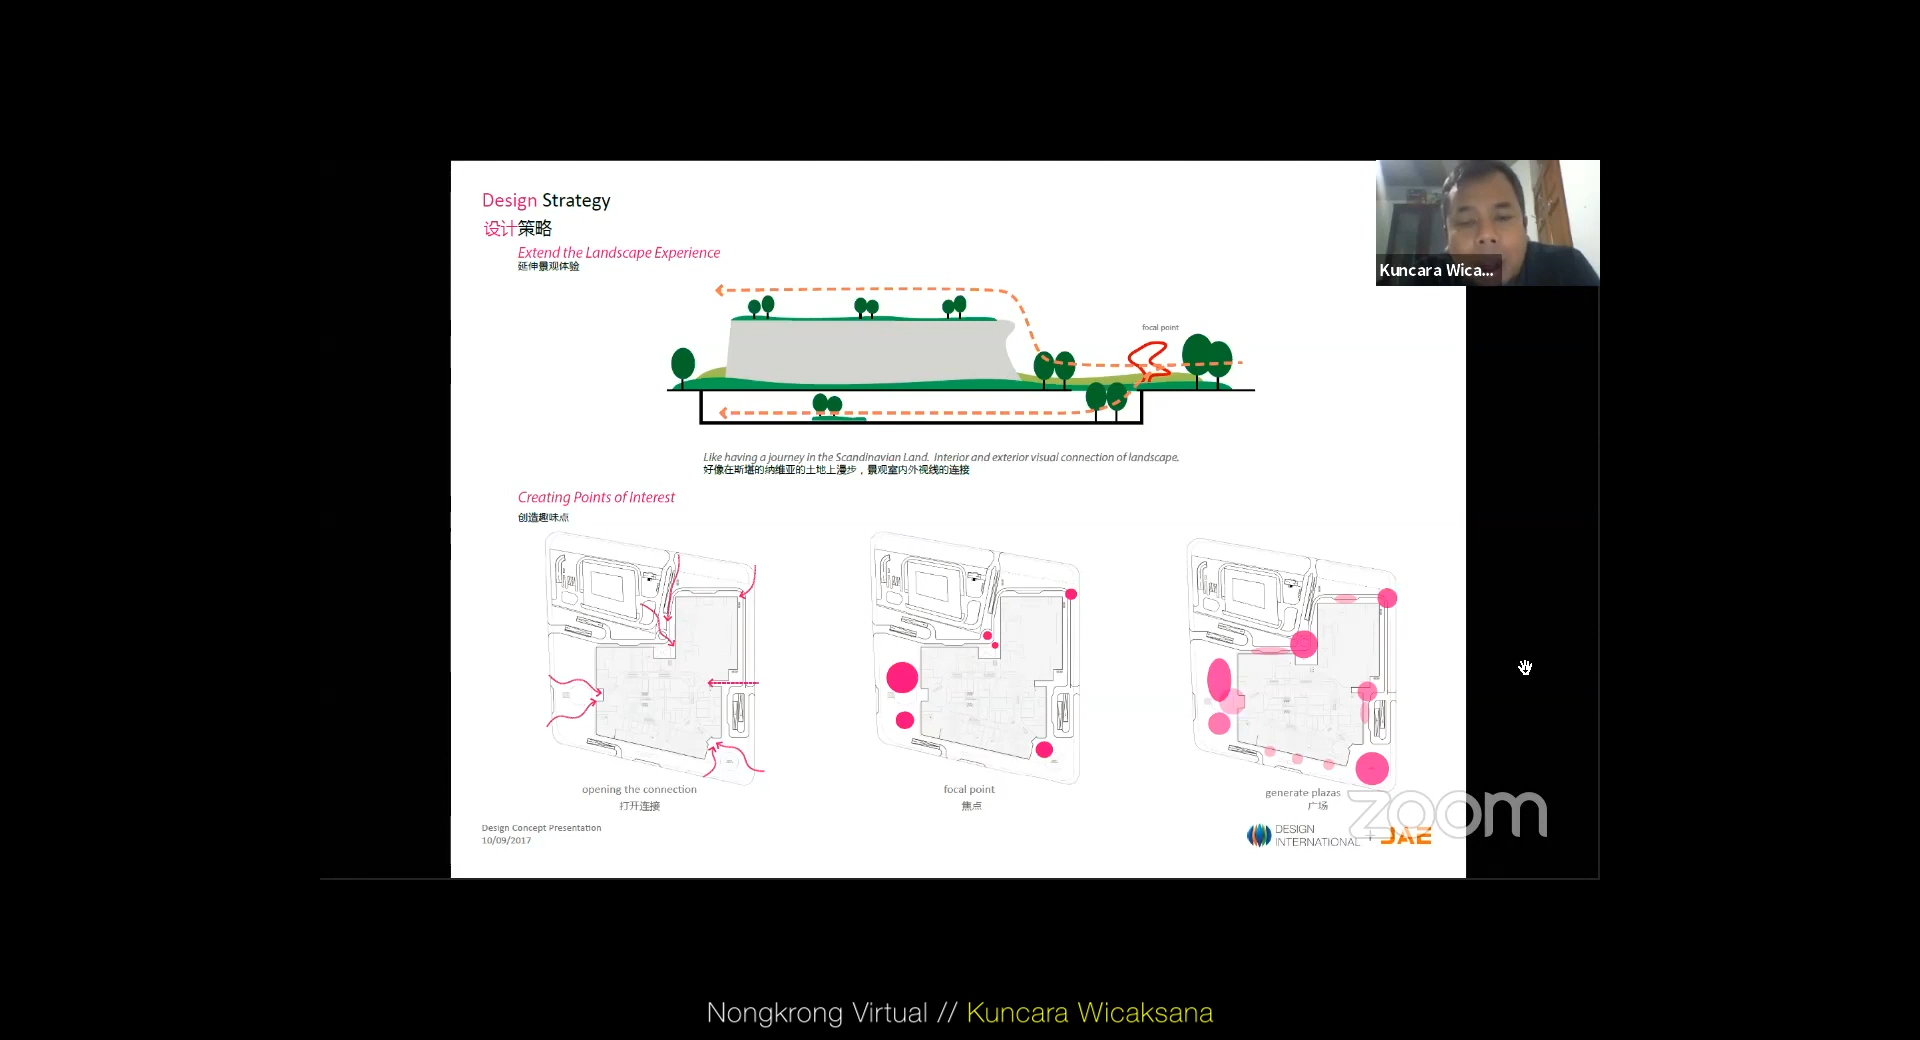 Design Strategy
设计策略
Extend the Landscape Experience
延伸景观体验
Kuncara Wica...
focal point
Like having a journey in the Scandinavian Land. Interior and exterior visual connection of landscape.
好像在斯堪的纳维亚的土地上漫步，景观室内外视线的连接
Creating Points of Interest
创造趣味点
opening the connection
打开连接
focal point
焦点
generate plazas
广场
zoom
Design Concept Presentation
10/09/2017
DESIGN
INTERNATIONAL + JAE
Nongkrong Virtual // Kuncara Wicaksana